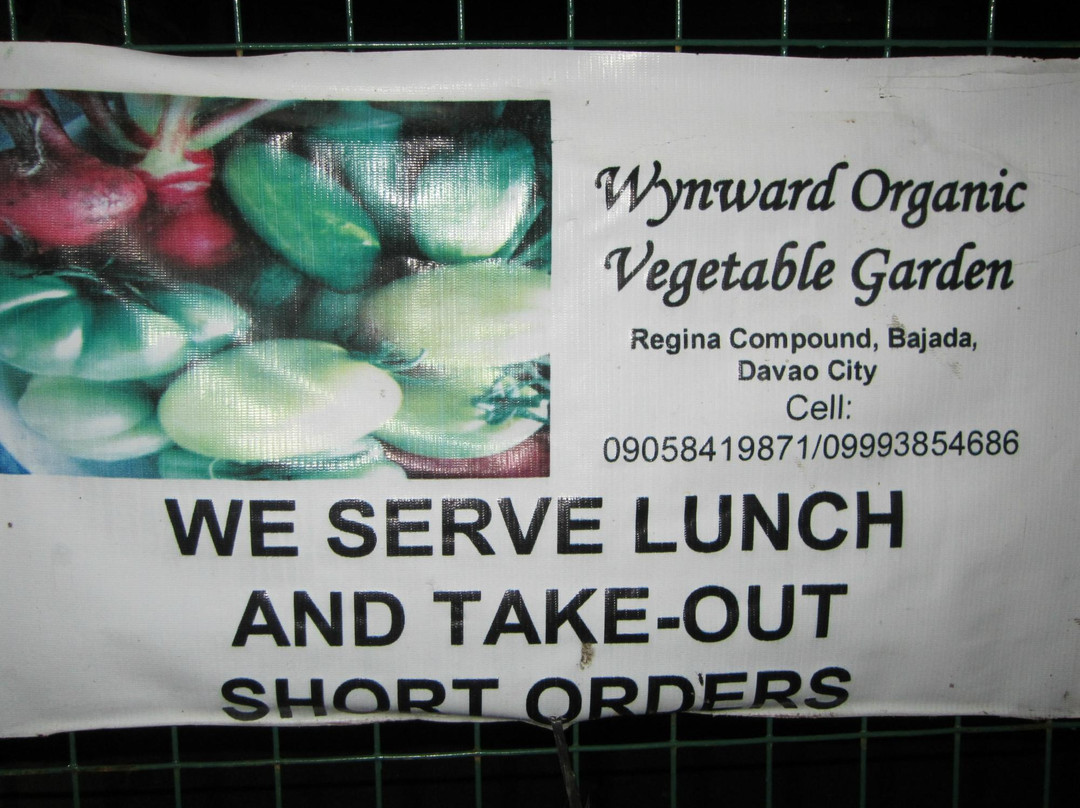 Wynward Organic
Vegetable Garden
Regina Compound, Bajada,
Davao City
Cell:
09058419871/09993854686
WE SERVE LUNCH
AND TAKE-OUT
SHORT ORDERS